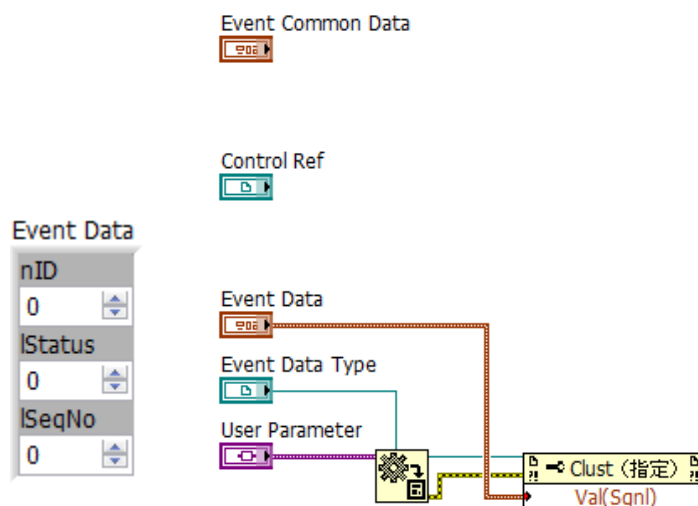 Event Common Data
Control Ref
Event Data
nID
0
lStatus
0
lSeqNo
0
Event Data
Event Data Type
User Parameter
Clust（指定）
Val(Sgnl)